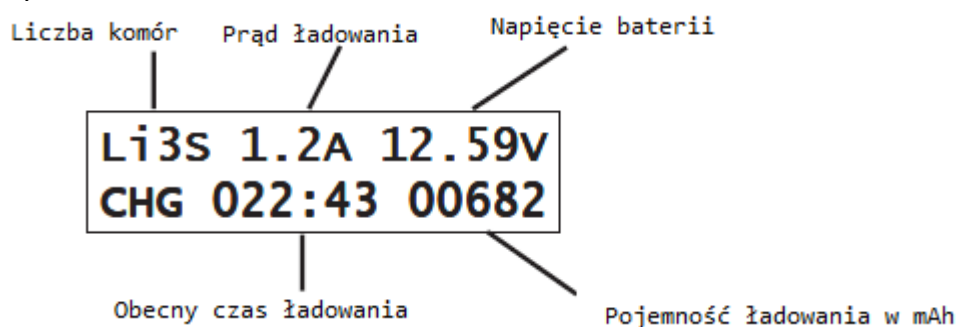 Liczba komór Prąd ładowania Napięcie baterii
Li3S 1.2A 12.59V
CHG 022:43 00682
Obecny czas ładowania Pojemność ładowania w mAh